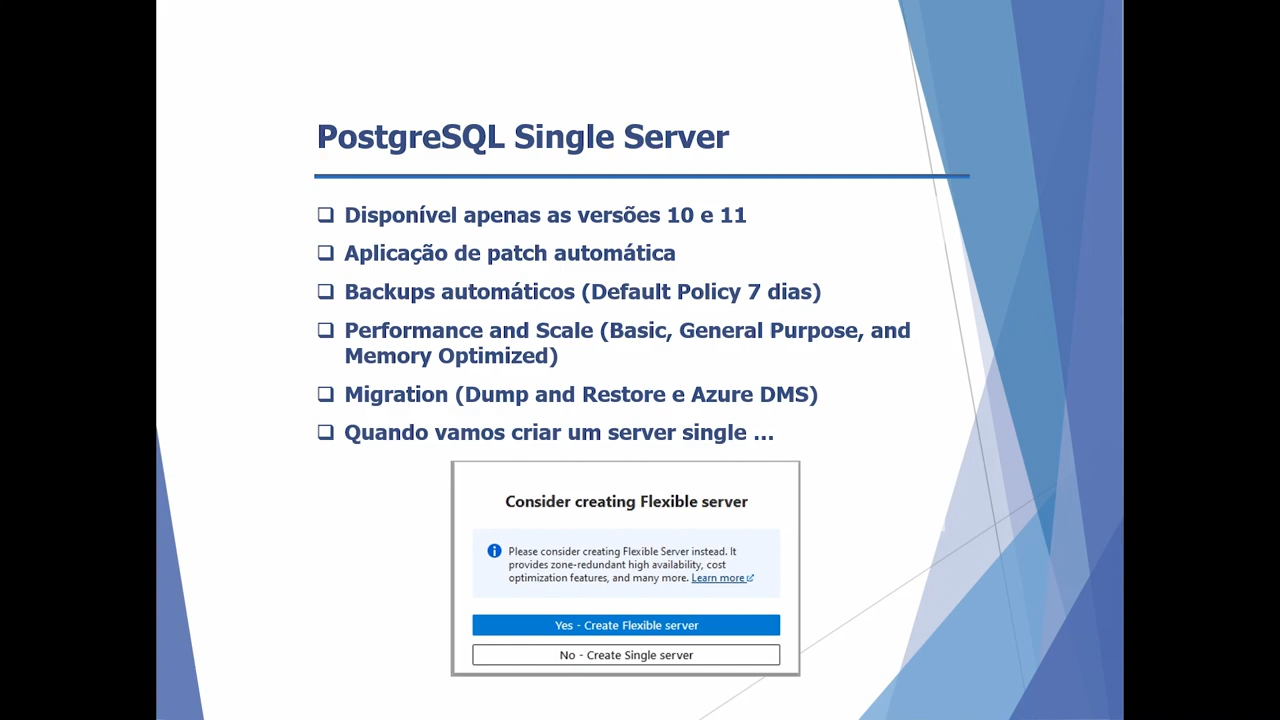 PostgreSQL Single Server
❑ Disponível apenas as versões 10 e 11
❑ Aplicação de patch automática
❑ Backups automáticos (Default Policy 7 dias)
❑ Performance and Scale (Basic, General Purpose, and
Memory Optimized)
❑ Migration (Dump and Restore e Azure DMS)
❑ Quando vamos criar um server single ...
Consider creating Flexible server
Please consider creating Flexible Server instead. It
provides zone-redundant high availability, cost
optimization features, and many more. Learn more
Yes - Create Flexible server
No - Create Single server